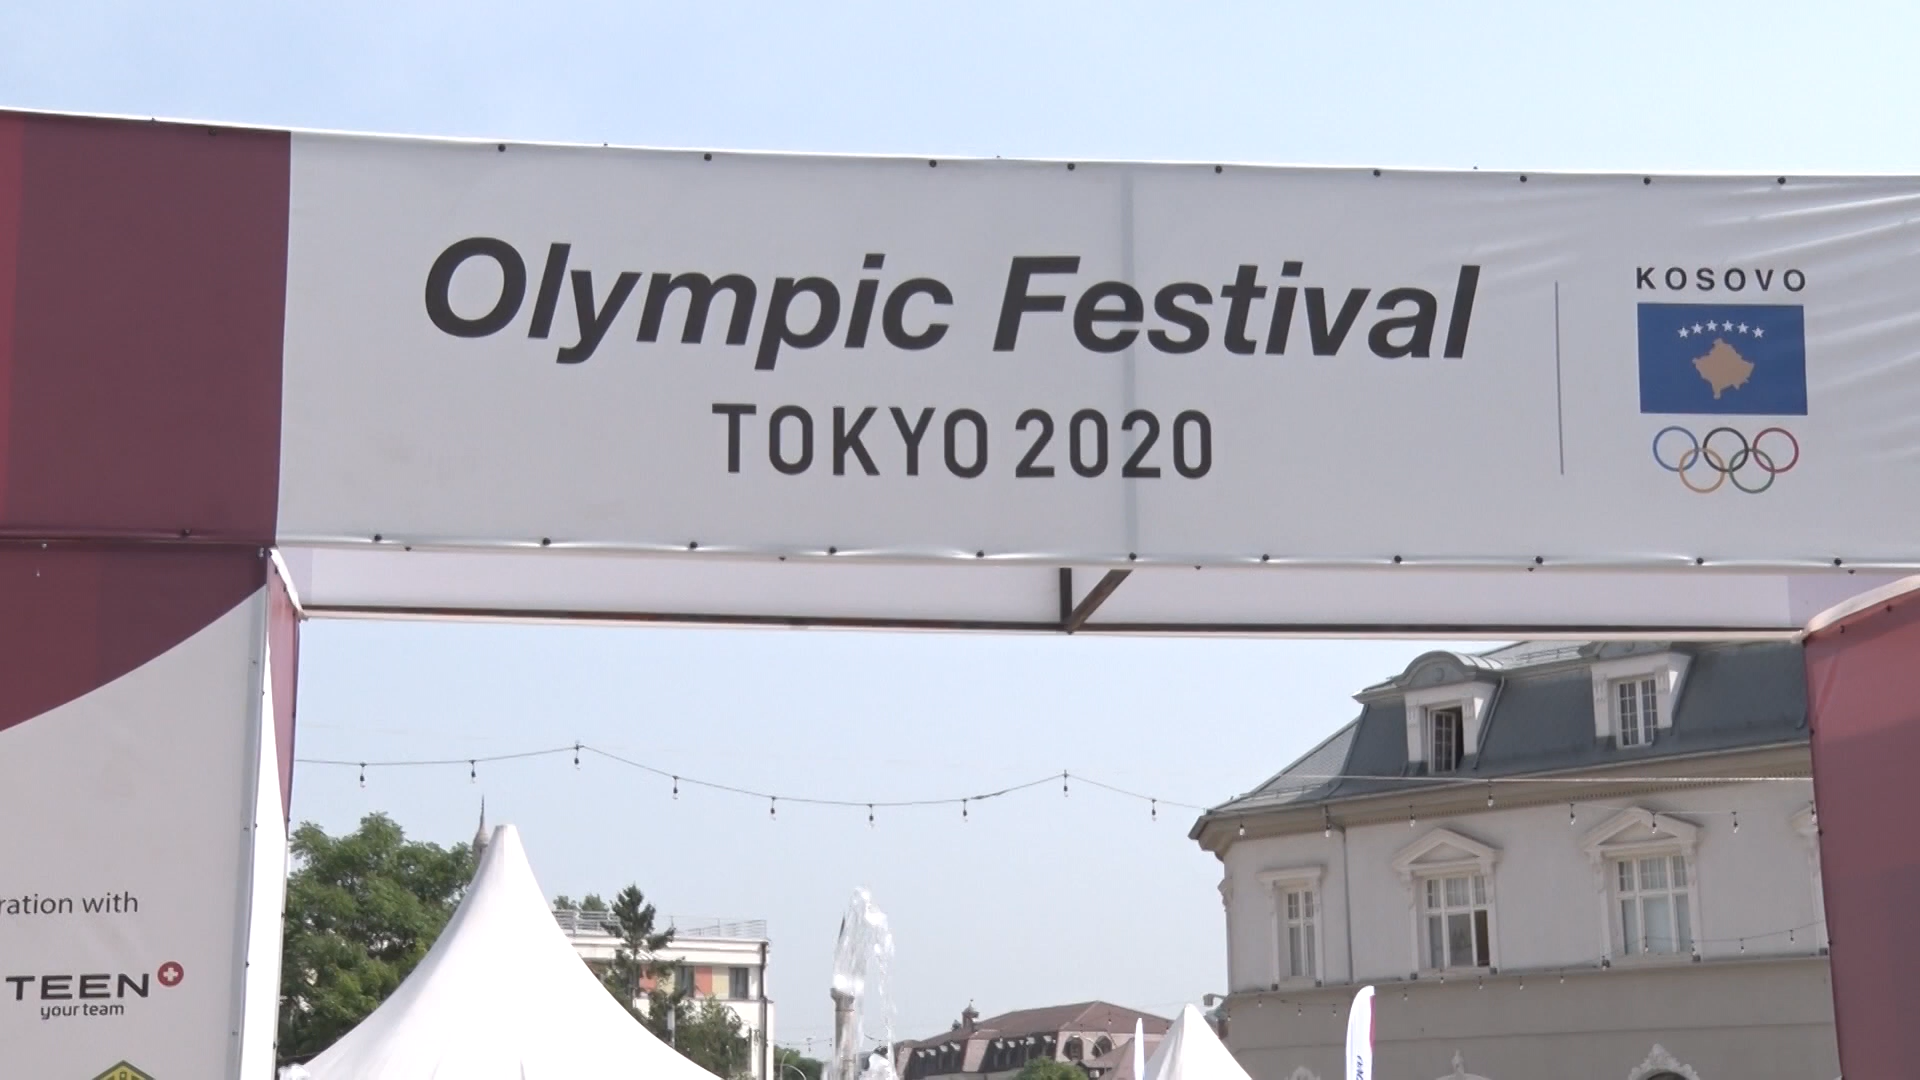 Olympic Festival
TOKYO 2020
KOSOVO
ration with
TEEN
your team